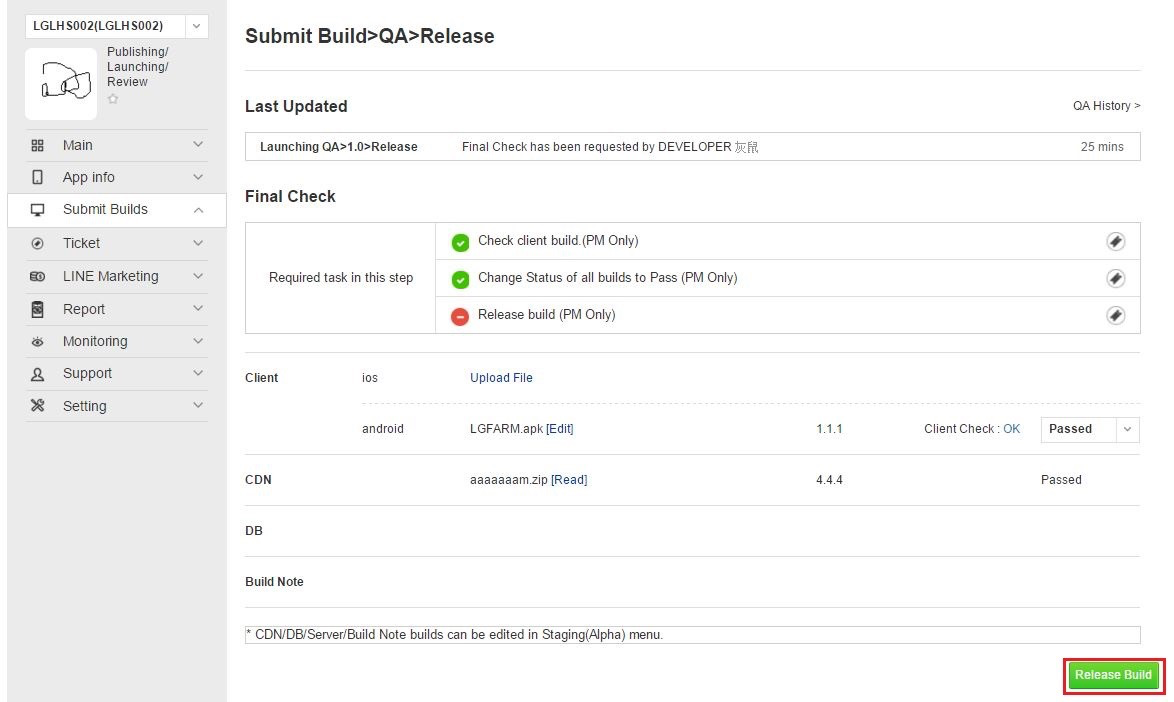 LGLHS002(LGLHS002)
Publishing/
Launching/
Review
Main
App info
Submit Builds
Ticket
LINE Marketing
Report
Monitoring
Support
Setting
Submit Build>QA>Release
Last Updated
QA History >
Launching QA>1.0>Release Final Check has been requested by DEVELOPER 灰鼠 25 mins
Final Check
Required task in this step
Check client build.(PM Only)
Change Status of all builds to Pass (PM Only)
Release build (PM Only)
Client ios Upload File
android LGFARM.apk [Edit] 1.1.1 Client Check : OK Passed
CDN aaaaaaam.zip [Read] 4.4.4 Passed
DB
Build Note
* CDN/DB/Server/Build Note builds can be edited in Staging(Alpha) menu.
Release Build